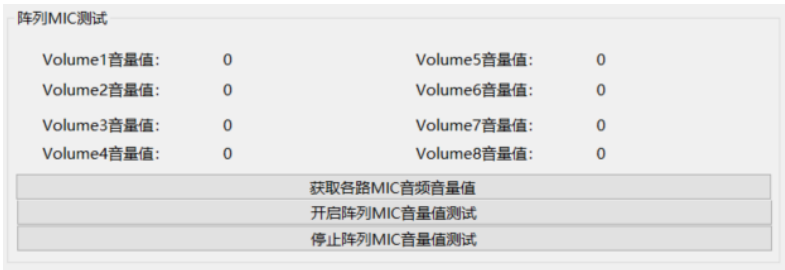 阵列MIC测试
Volume1音量值： 0 Volume5音量值： 0
Volume2音量值： 0 Volume6音量值： 0
Volume3音量值： 0 Volume7音量值： 0
Volume4音量值： 0 Volume8音量值： 0
获取各路MIC音频音量值
开启阵列MIC音量值测试
停止阵列MIC音量值测试